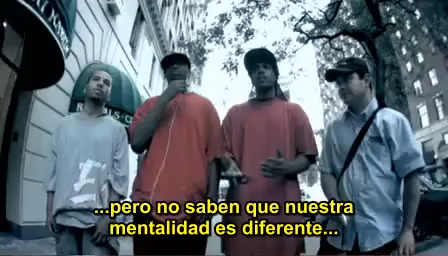 ...pero no saben que nuestra
mentalidad es diferente...